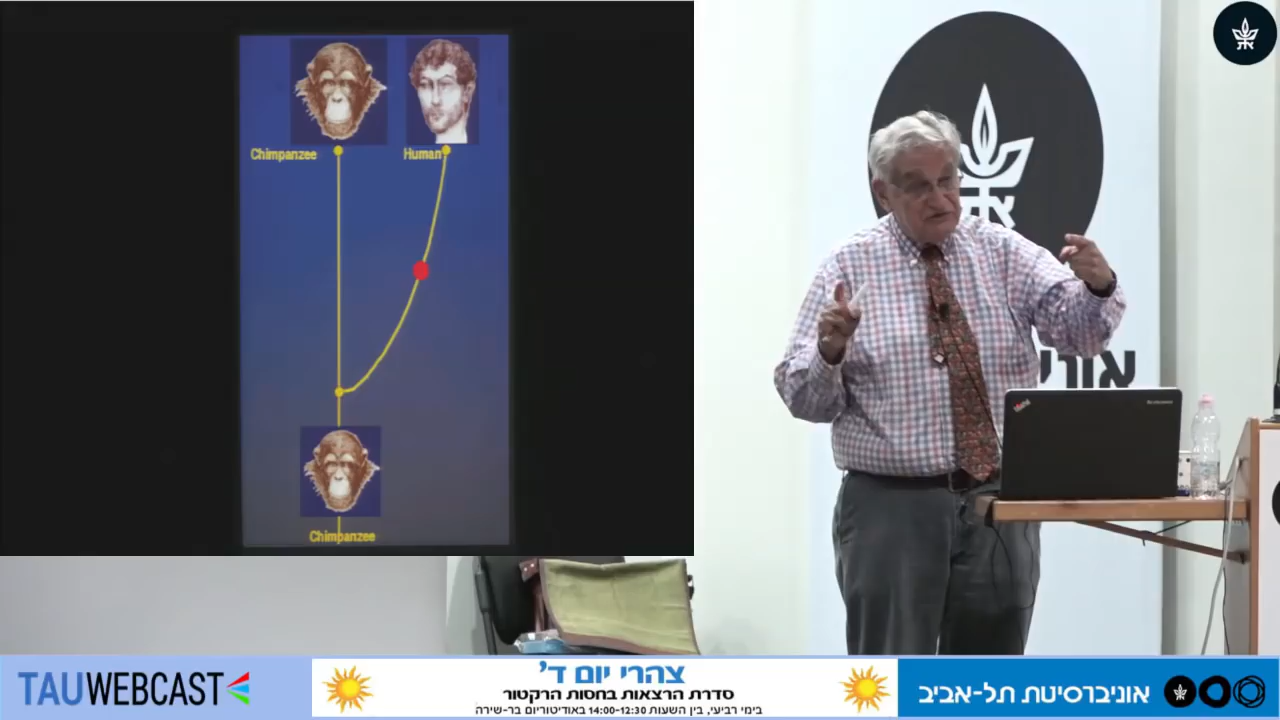 Chimpanzee
Human
Chimpanzee
אוני
TAUWEBCAST
צהרי יום ד'
סדרת הרצאות בחסות הרקטור
בימי רביעי, בין השעות 14:00-12:30 באודיטוריום בר-שירה
אוניברסיטת תל-אביב